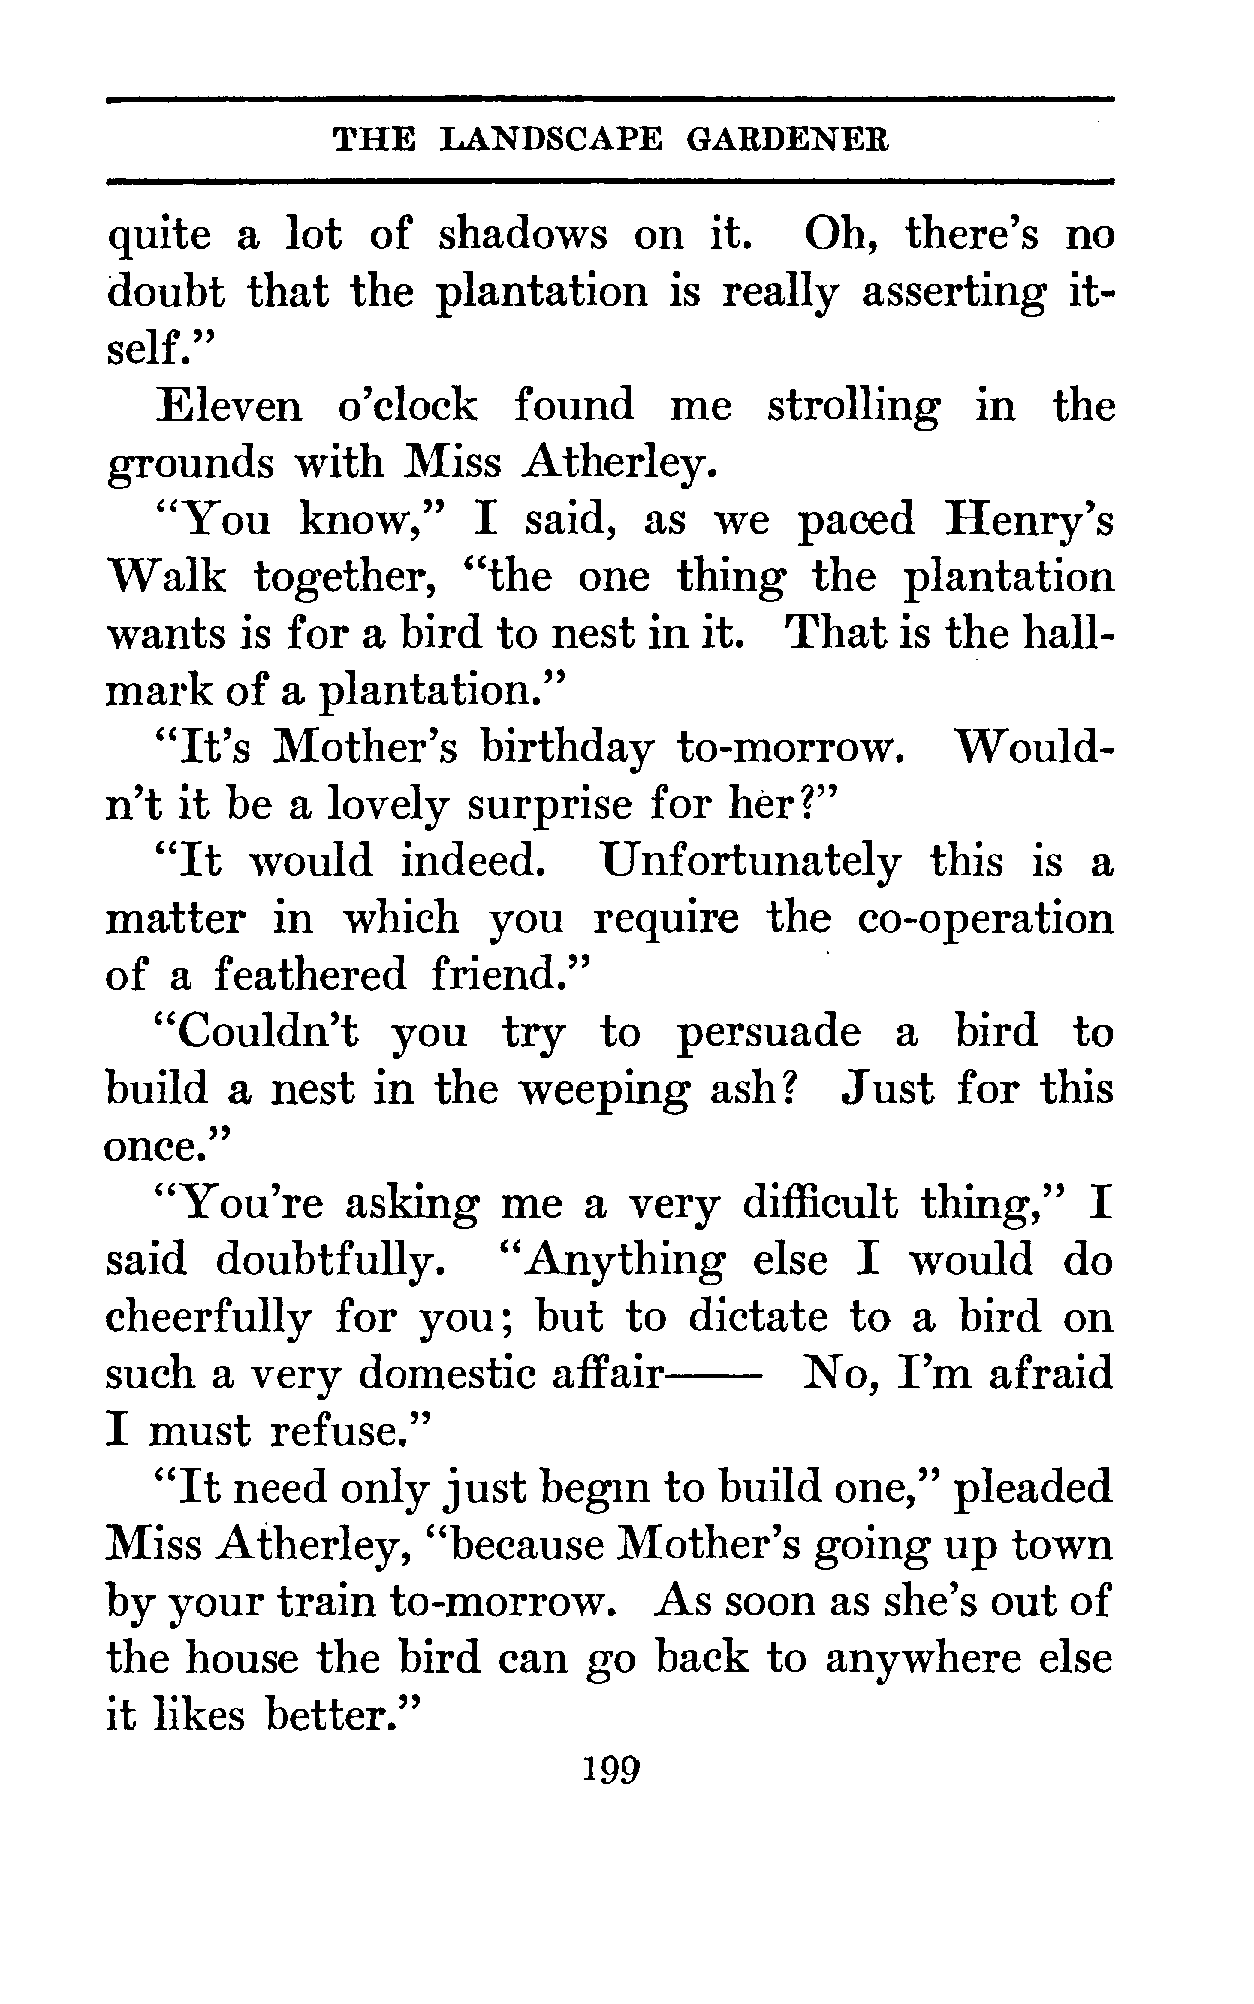 THE LANDSCAPE GARDENER
quite a lot of shadows on it. Oh, there's no
doubt that the plantation is really asserting it-
self."
Eleven o'clock found me strolling in the
grounds with Miss Atherley.
"You know," I said, as we paced Henry's
Walk together, "the one thing the plantation
wants is for a bird to nest in it. That is the hall-
mark of a plantation."
"It's Mother's birthday to-morrow. Would-
n't it be a lovely surprise for her?"
"It would indeed. Unfortunately this is a
matter in which you require the co-operation
of a feathered friend."
"Couldn't you try to persuade a bird to
build a nest in the weeping ash? Just for this
once."
"You're asking me a very difficult thing," I
said doubtfully. "Anything else I would do
cheerfully for you; but to dictate to a bird on
such a very domestic affair—— No, I'm afraid
I must refuse."
"It need only just begin to build one," pleaded
Miss Atherley, "because Mother's going up town
by your train to-morrow. As soon as she's out of
the house the bird can go back to anywhere else
it likes better."
199